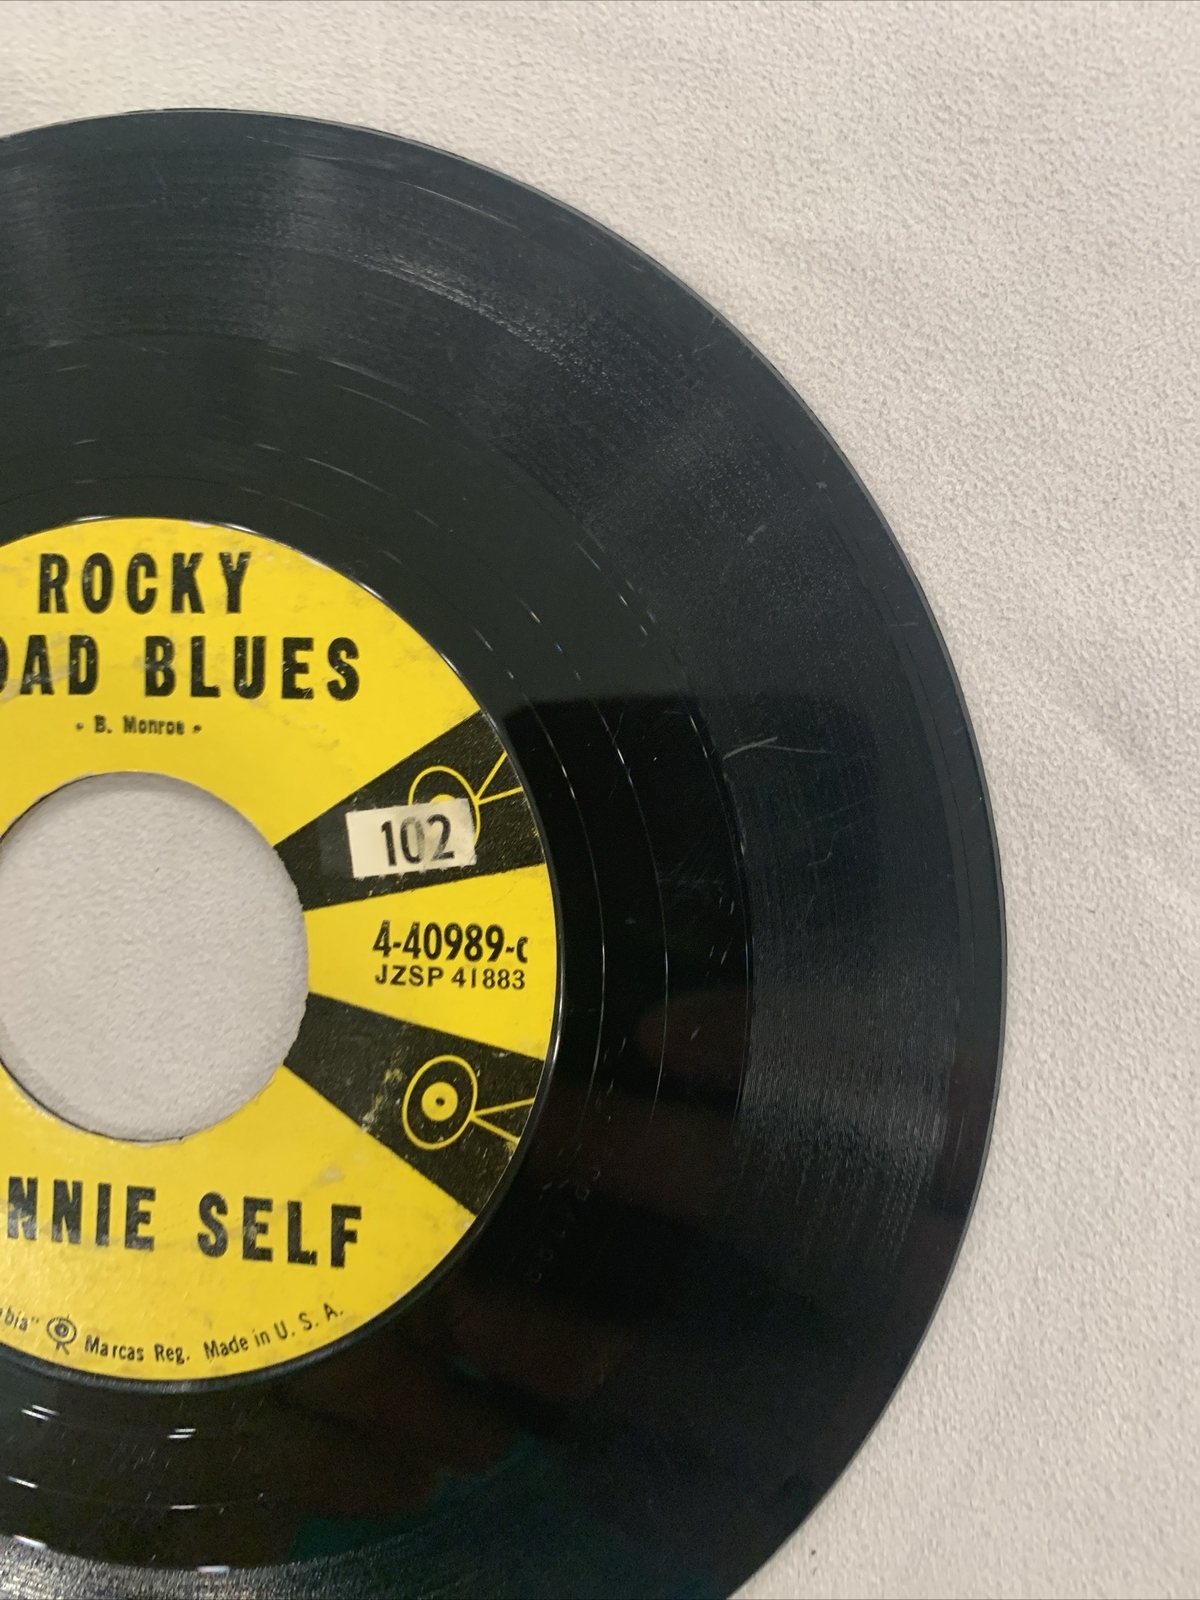 ROCKY
OAD BLUES
• B. Monroe •
102
4-40989-c
JZSP 41883
NNIE SELF
bia" Marcas Reg. Made in U. S. A.